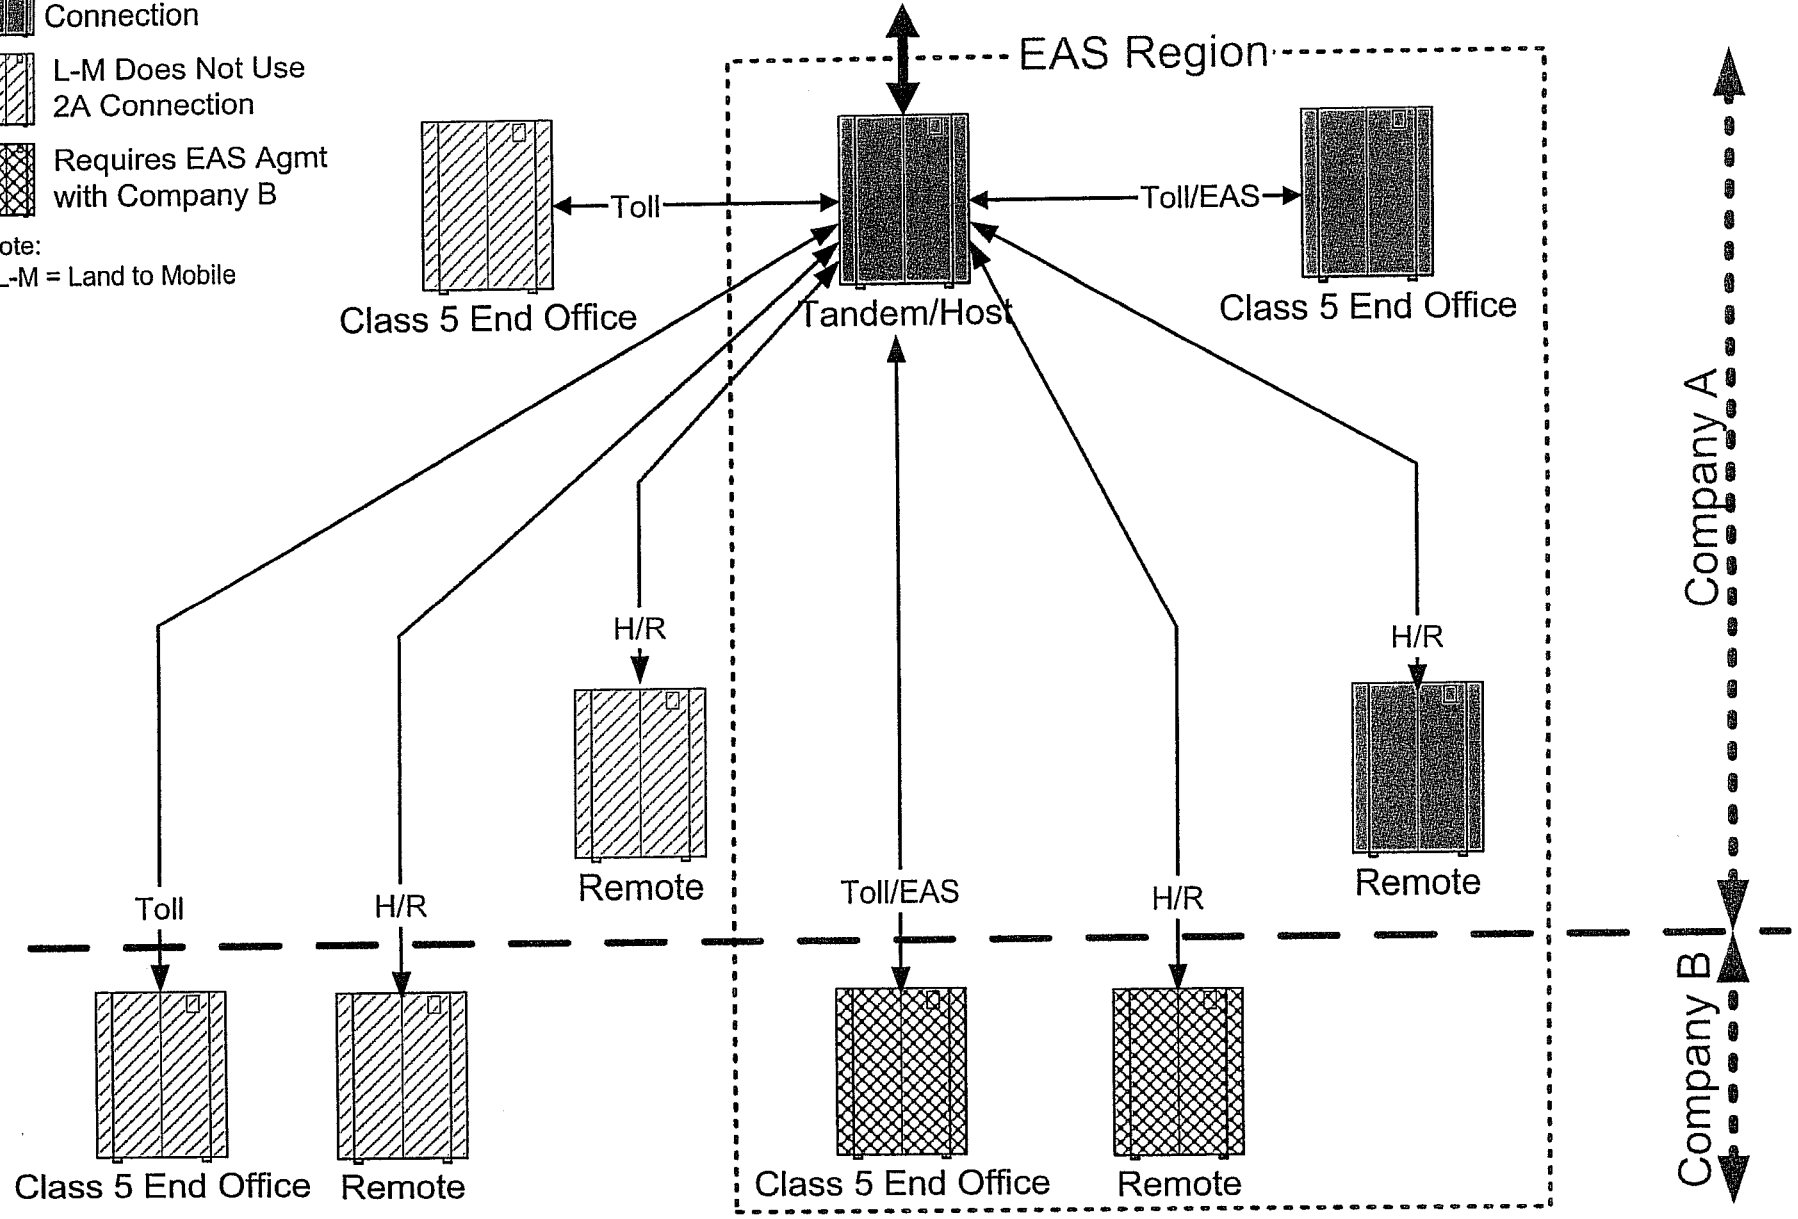 Connection
L-M Does Not Use
2A Connection
Requires EAS Agmt
with Company B
ote:
L-M = Land to Mobile
EAS Region
Toll
Toll/EAS
Class 5 End Office
Tandem/Host
Class 5 End Office
Company A
H/R
H/R
Remote
Remote
Toll
H/R
Toll/EAS
H/R
Company B
Class 5 End Office
Remote
Class 5 End Office
Remote